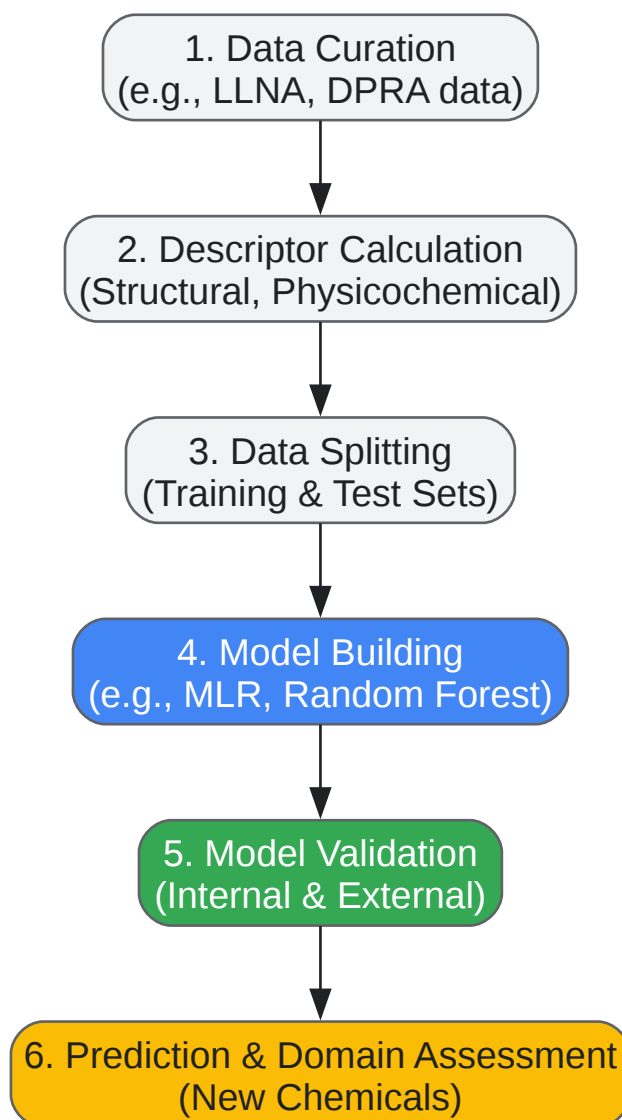 1. Data Curation
(e.g., LLNA, DPRA data)
2. Descriptor Calculation
(Structural, Physicochemical)
3. Data Splitting
(Training & Test Sets)
4. Model Building
(e.g., MLR, Random Forest)
5. Model Validation
(Internal & External)
6. Prediction & Domain Assessment
(New Chemicals)